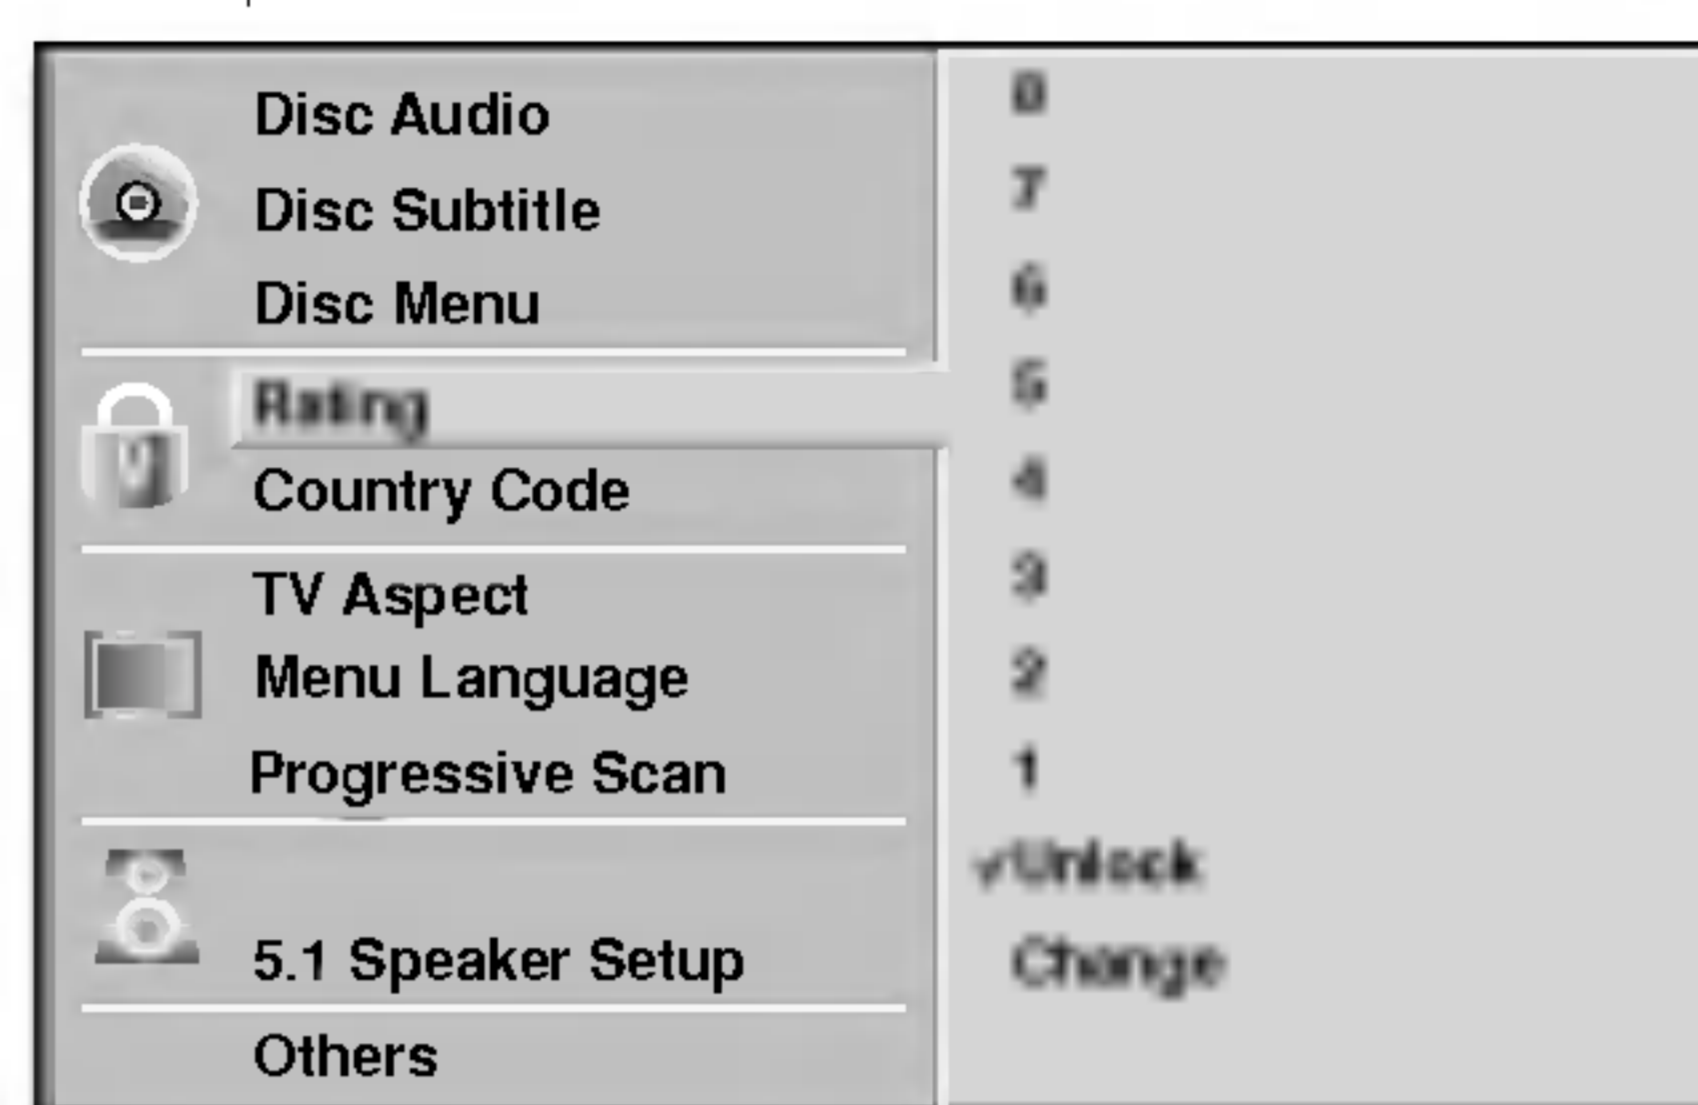 Disc Audio
Disc Subtitle
Disc Menu
Rating
Country Code
TV Aspect
Menu Language
Progressive Scan
5.1 Speaker Setup
Others
8
7
6
5
4
3
2
1
✓Unlock
Change